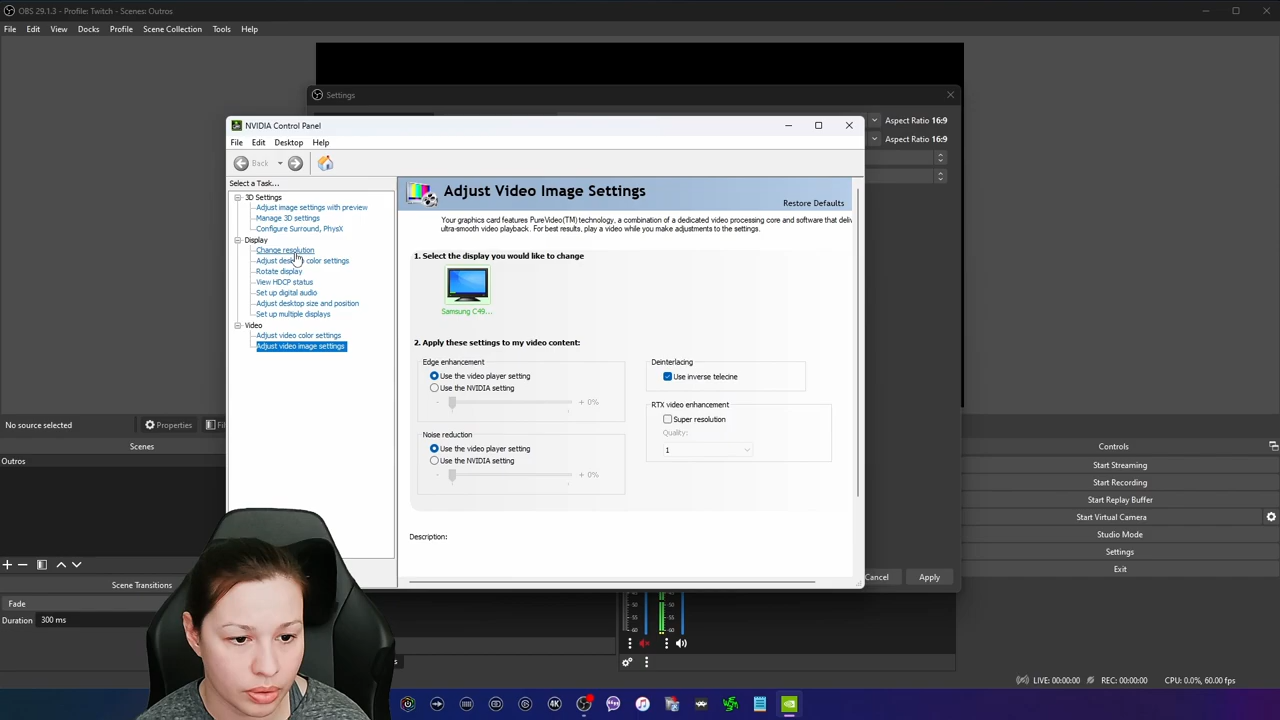 OBS 29.1.3 - Profile: Twitch - Scenes: Outros
File Edit View Docks Profile Scene Collection Tools Help
Settings
Aspect Ratio 16:9
Aspect Ratio 16:9
NVIDIA Control Panel
File Edit Desktop Help
Back
Select a Task...
3D Settings
Adjust image settings with preview
Manage 3D settings
Configure Surround, PhysX
Display
Change resolution
Adjust desktop color settings
Rotate display
View HDCP status
Set up digital audio
Adjust desktop size and position
Set up multiple displays
Video
Adjust video color settings
Adjust video image settings
Adjust Video Image Settings
Restore Defaults
Your graphics card features PureVideo(TM) technology, a combination of a dedicated video processing core and software that deliv
ultra-smooth video playback. For best results, play a video while you make adjustments to the settings.
1. Select the display you would like to change
Samsung C49...
2. Apply these settings to my video content:
Edge enhancement
Use the video player setting
Use the NVIDIA setting
- + 0%
Noise reduction
Use the video player setting
Use the NVIDIA setting
- + 0%
Deinterlacing
Use inverse telecine
RTX video enhancement
Super resolution
Quality:
1
Description:
Cancel Apply
No source selected
Properties Fil
Scenes
Outros
Scene Transitions
Fade
Duration 300 ms
Controls
Start Streaming
Start Recording
Start Replay Buffer
Start Virtual Camera
Studio Mode
Settings
Exit
-50
-55
-60
-50
-55
-60
LIVE: 00:00:00 REC: 00:00:00 CPU: 0.0%, 60.00 fps
4K